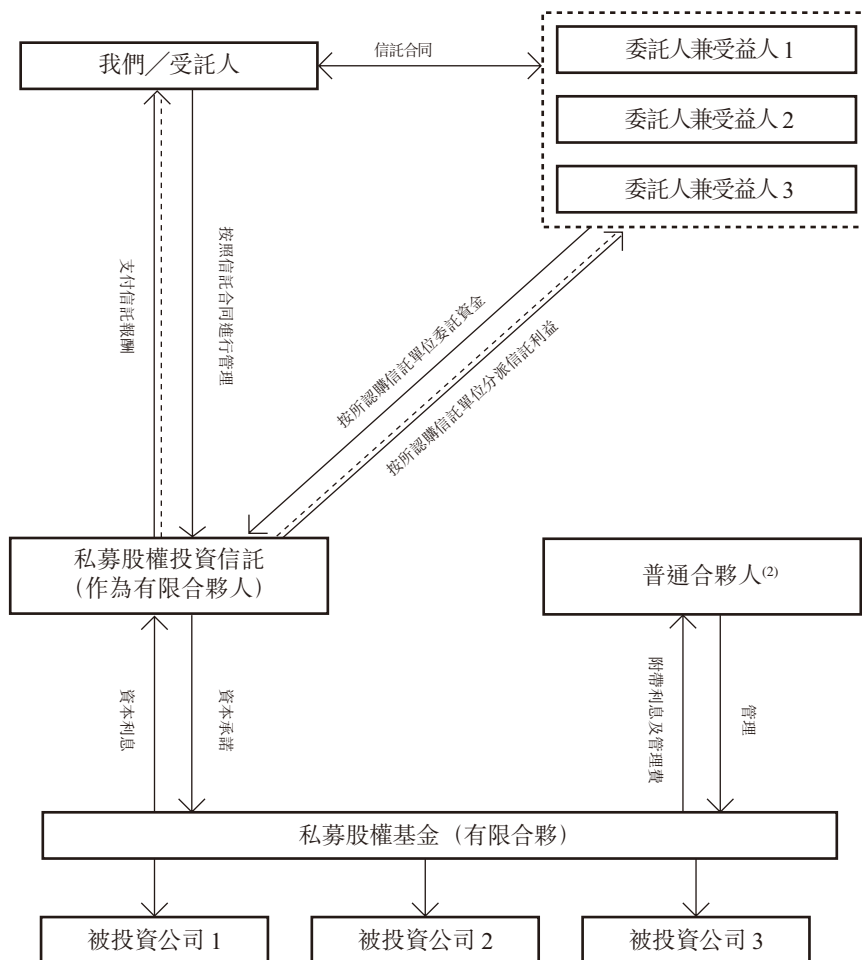 我們／受託人
信託合同
委託人兼受益人 1
委託人兼受益人 2
委託人兼受益人 3
支付信託報酬
按照信託合同進行管理
按所認購信託單位委託資金
按所認購信託單位分派信託利益
私募股權投資信託
（作為有限合夥人）
普通合夥人(2)
資本利息
資本承諾
附帶利息及管理費
管理
私募股權基金（有限合夥）
被投資公司 1
被投資公司 2
被投資公司 3